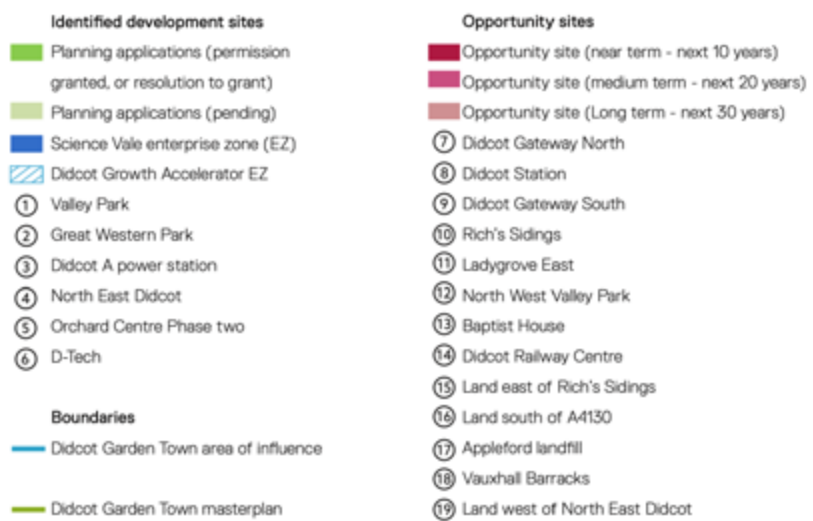 Identified development sites
Planning applications (permission
granted, or resolution to grant)
Planning applications (pending)
Science Vale enterprise zone (EZ)
Didcot Growth Accelerator EZ
1 Valley Park
2 Great Western Park
3 Didcot A power station
4 North East Didcot
5 Orchard Centre Phase two
6 D-Tech
Boundaries
Didcot Garden Town area of influence
Didcot Garden Town masterplan
Opportunity sites
Opportunity site (near term - next 10 years)
Opportunity site (medium term - next 20 years)
Opportunity site (Long term - next 30 years)
7 Didcot Gateway North
8 Didcot Station
9 Didcot Gateway South
10 Rich's Sidings
11 Ladygrove East
12 North West Valley Park
13 Baptist House
14 Didcot Railway Centre
15 Land east of Rich's Sidings
16 Land south of A4130
17 Appleford landfill
18 Vauxhall Barracks
19 Land west of North East Didcot